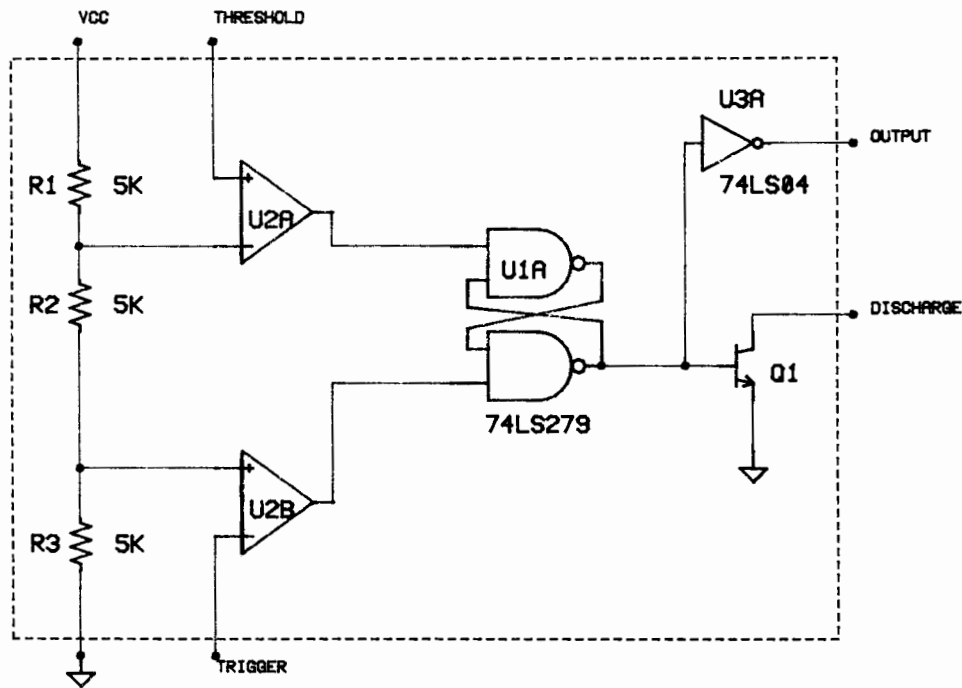 VCC
THRESHOLD
U3A
OUTPUT
74LS04
R1 5K
+
U2A
-
U1A
R2 5K
DISCHARGE
Q1
74LS279
+
U2B
-
R3 5K
TRIGGER